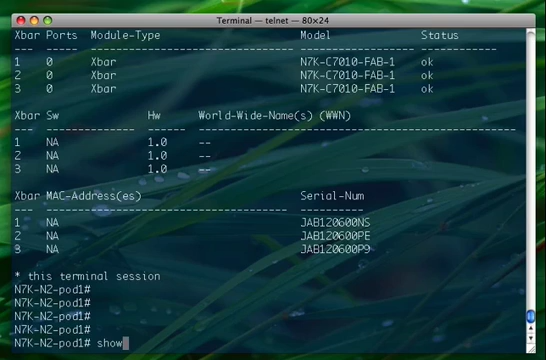 Terminal — telnet — 80×24
Xbar Ports Module-Type Model Status
--- ----- ----------------------------------- ------------------ ------------
1 0 Xbar N7K-C7010-FAB-1 ok
2 0 Xbar N7K-C7010-FAB-1 ok
3 0 Xbar N7K-C7010-FAB-1 ok
Xbar Sw Hw World-Wide-Name(s) (WWN)
--- -------------- ------ --------------------------------------------------
1 NA 1.0 --
2 NA 1.0 --
3 NA 1.0 --
Xbar MAC-Address(es) Serial-Num
--- -------------------------------------- ----------
1 NA JAB120600NS
2 NA JAB120600PE
3 NA JAB120600P9
* this terminal session
N7K-N2-pod1#
N7K-N2-pod1#
N7K-N2-pod1#
N7K-N2-pod1#
N7K-N2-pod1# show